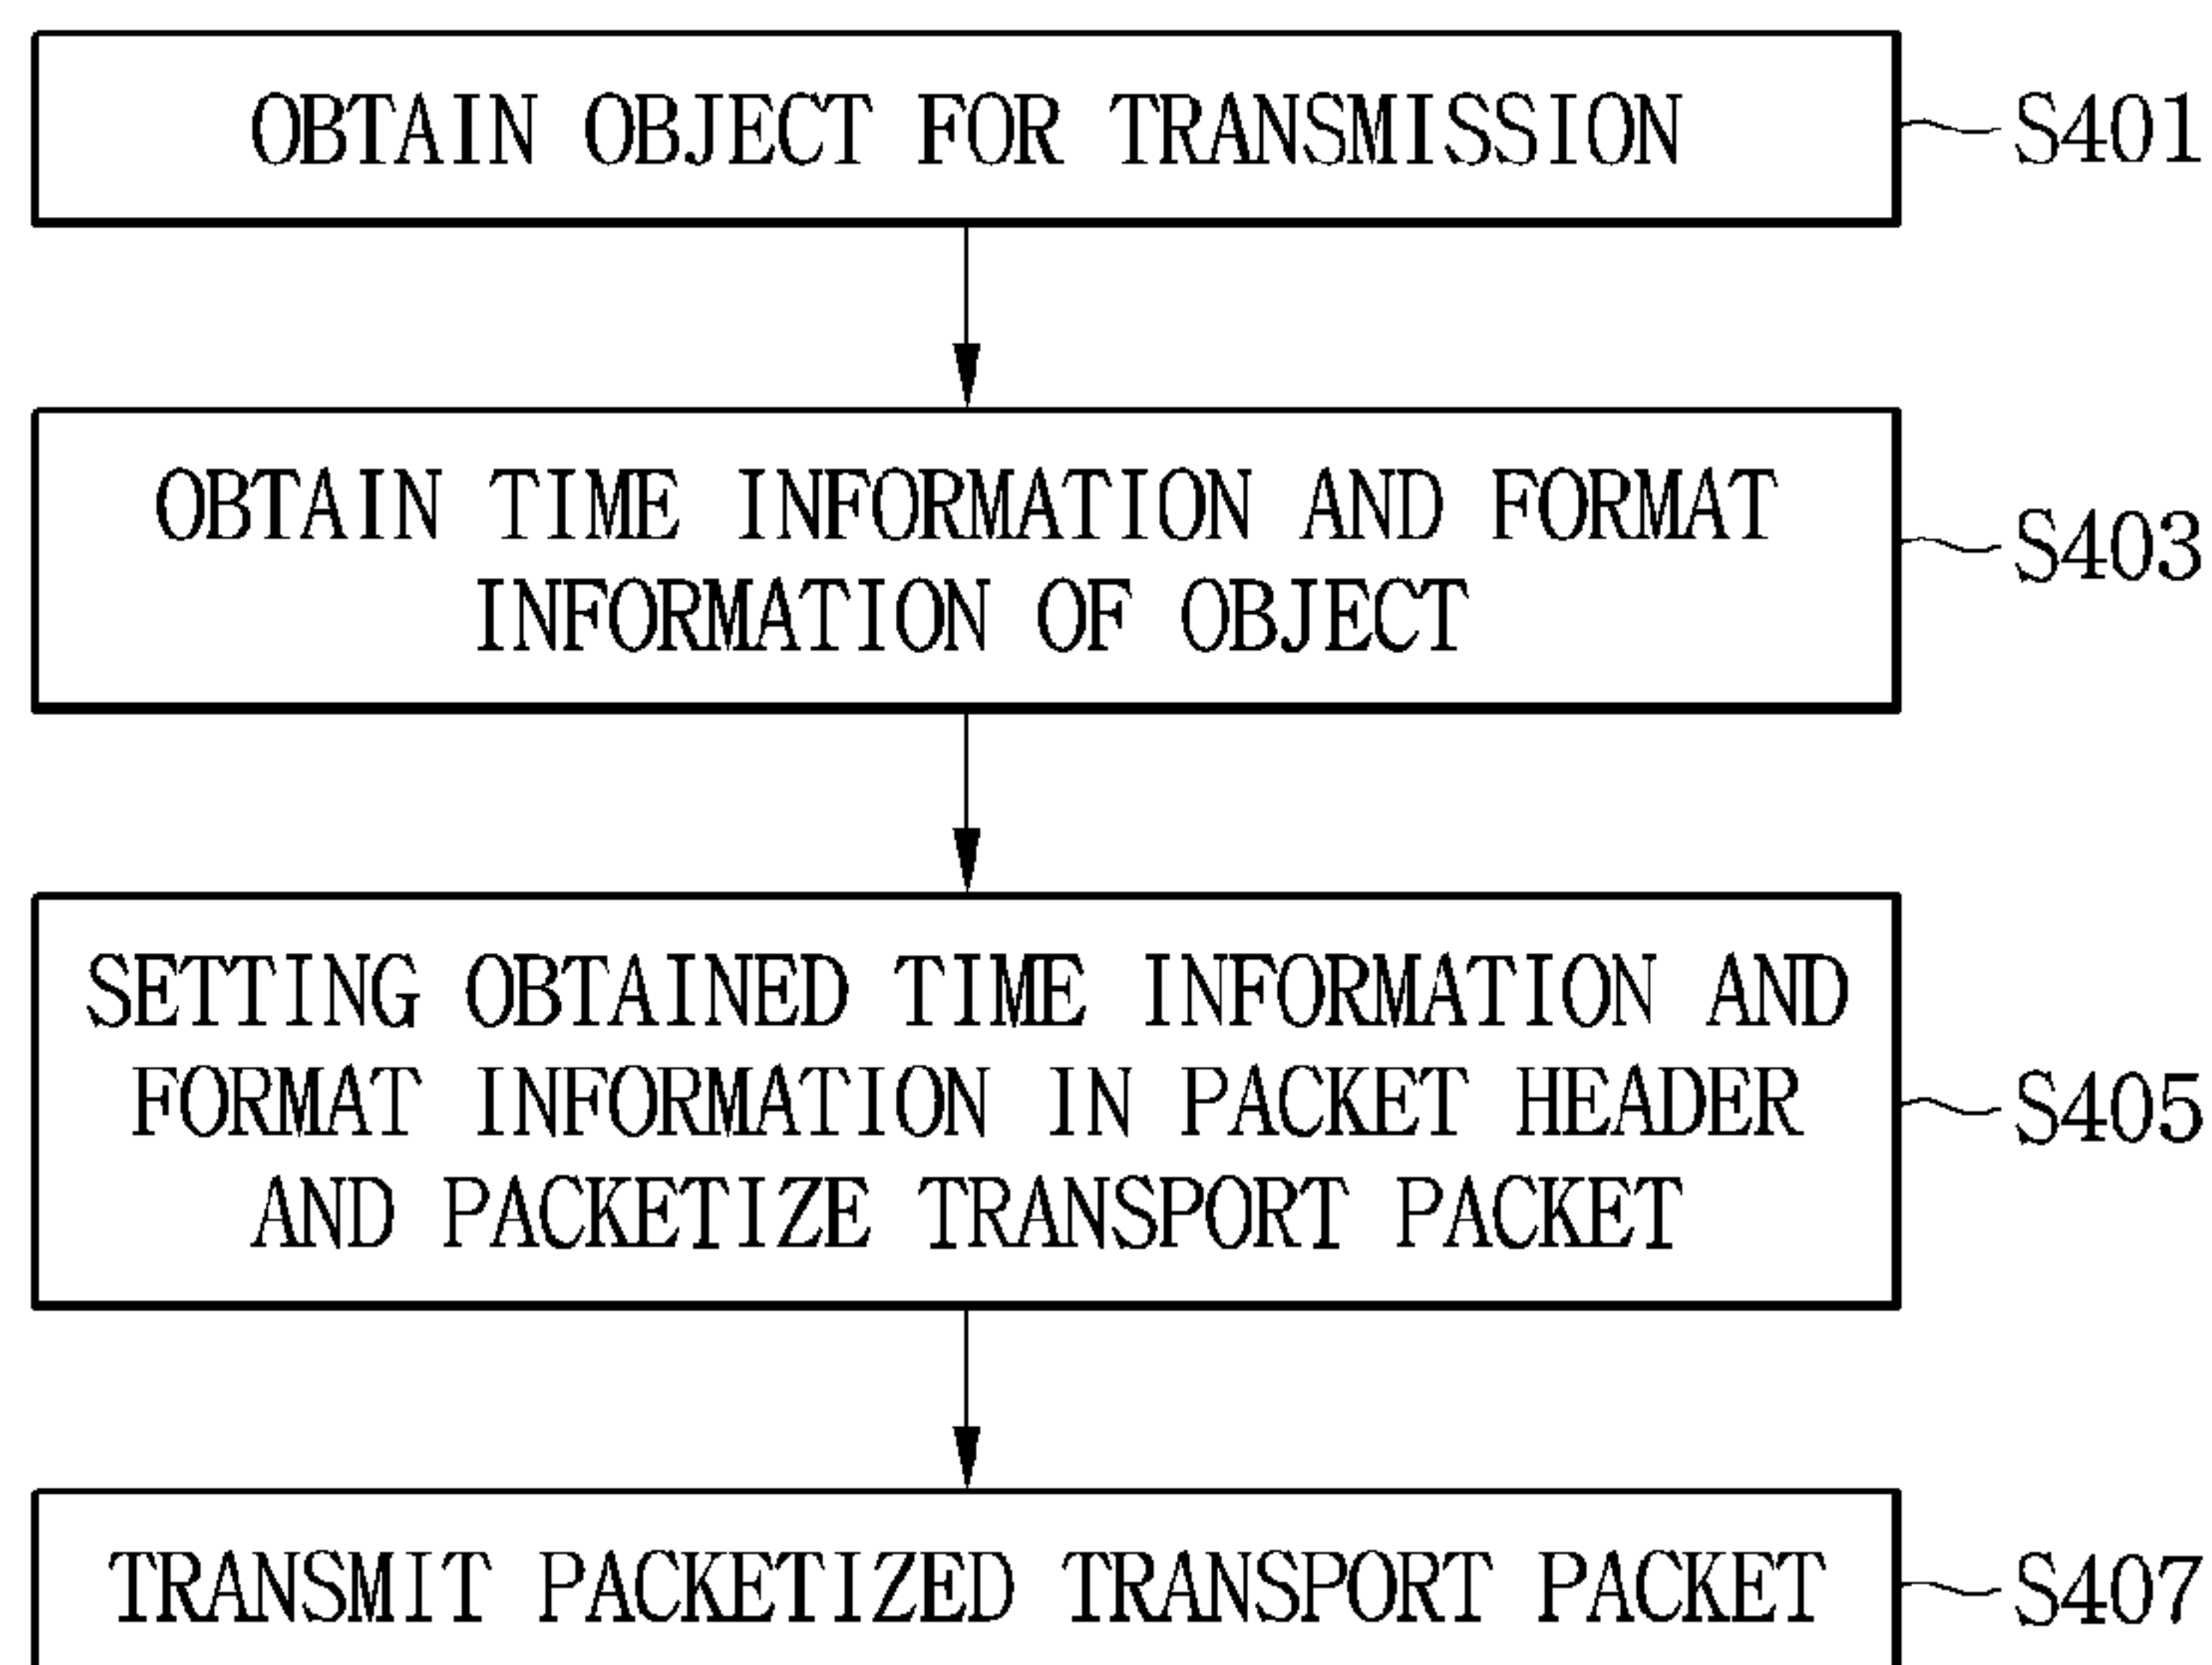 OBTAIN OBJECT FOR TRANSMISSION
S401
OBTAIN TIME INFORMATION AND FORMAT
INFORMATION OF OBJECT
S403
SETTING OBTAINED TIME INFORMATION AND
FORMAT INFORMATION IN PACKET HEADER
AND PACKETIZE TRANSPORT PACKET
S405
TRANSMIT PACKETIZED TRANSPORT PACKET
S407